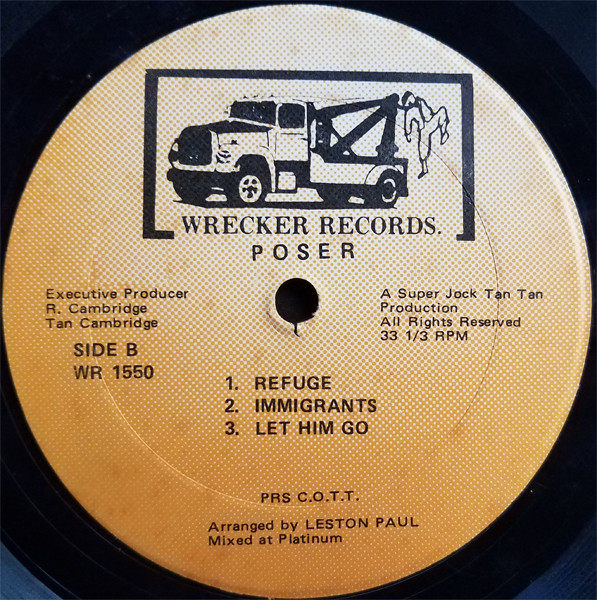 WRECKER RECORDS.
POSER
Executive Producer
R. Cambridge
Tan Cambridge
SIDE B
WR 1550
A Super Jock Tan Tan
Production
All Rights Reserved
33 1/3 RPM
1. REFUGE
2. IMMIGRANTS
3. LET HIM GO
PRS C.O.T.T.
Arranged by LESTON PAUL
Mixed at Platinum